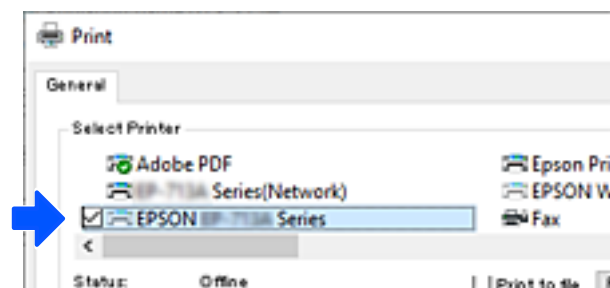 Print
General
Select Printer
Adobe PDF
Epson Pri
Series(Network)
EPSON W
EPSON Series
Fax
Status:
Offline
Print to file